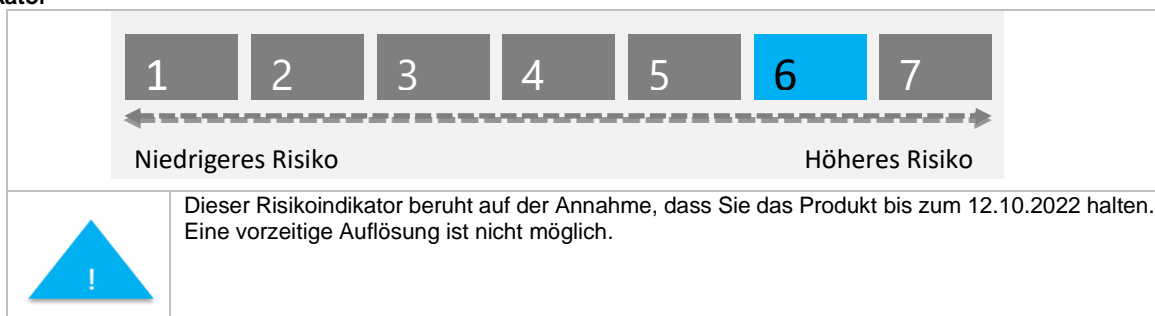 1 2 3 4 5 6 7
Niedrigeres Risiko Höheres Risiko
Dieser Risikoindikator beruht auf der Annahme, dass Sie das Produkt bis zum 12.10.2022 halten.
Eine vorzeitige Auflösung ist nicht möglich.
!